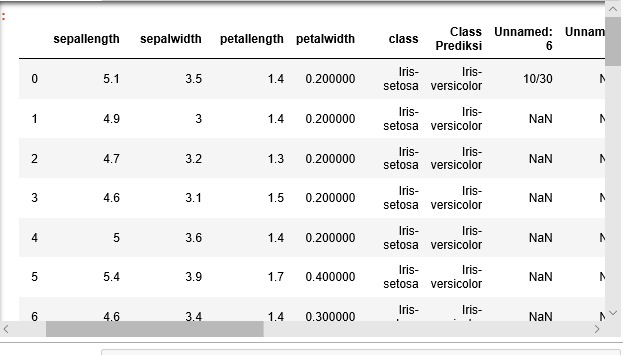 sepallength sepalwidth petallength petalwidth class Class Prediksi Unnamed: 6
0 5.1 3.5 1.4 0.200000 Iris-setosa Iris-versicolor 10/30
1 4.9 3 1.4 0.200000 Iris-setosa Iris-versicolor NaN
2 4.7 3.2 1.3 0.200000 Iris-setosa Iris-versicolor NaN
3 4.6 3.1 1.5 0.200000 Iris-setosa Iris-versicolor NaN
4 5 3.6 1.4 0.200000 Iris-setosa Iris-versicolor NaN
5 5.4 3.9 1.7 0.400000 Iris-setosa Iris-versicolor NaN
6 4.6 3.4 1.4 0.300000 Iris- Iris- NaN